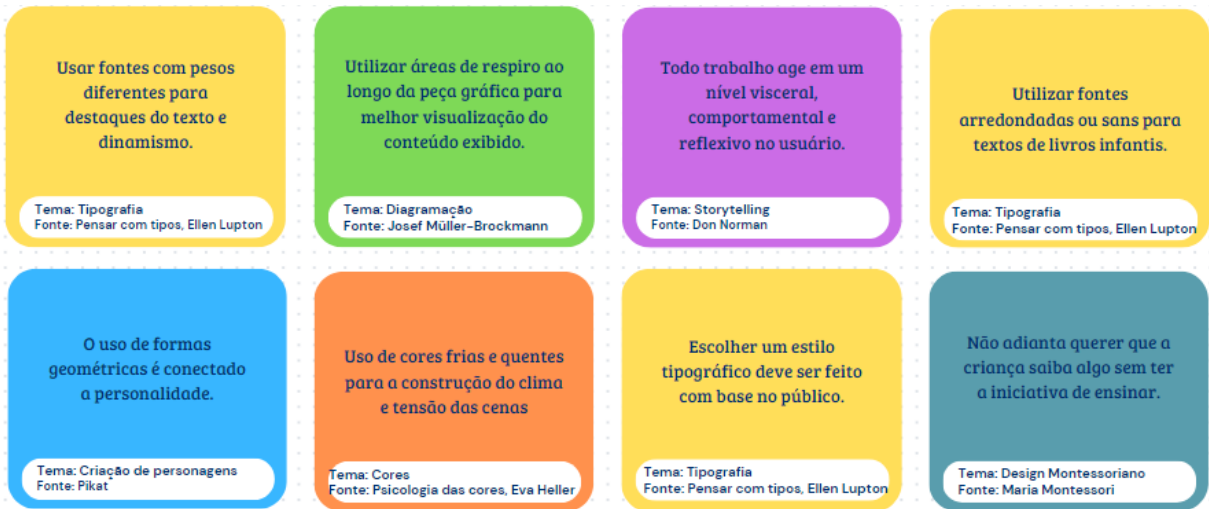 Usar fontes com pesos
diferentes para
destaques do texto e
dinamismo.
Tema: Tipografia
Fonte: Pensar com tipos, Ellen Lupton
Utilizar áreas de respiro ao
longo da peça gráfica para
melhor visualização do
conteúdo exibido.
Tema: Diagramação
Fonte: Josef Müller-Brockmann
Todo trabalho age em um
nível visceral,
comportamental e
reflexivo no usuário.
Tema: Storytelling
Fonte: Don Norman
Utilizar fontes
arredondadas ou sans para
textos de livros infantis.
Tema: Tipografia
Fonte: Pensar com tipos, Ellen Lupton
O uso de formas
geométricas é conectado
a personalidade.
Tema: Criação de personagens
Fonte: Pikat
Uso de cores frias e quentes
para a construção do clima
e tensão das cenas
Tema: Cores
Fonte: Psicologia das cores, Eva Heller
Escolher um estilo
tipográfico deve ser feito
com base no público.
Tema: Tipografia
Fonte: Pensar com tipos, Ellen Lupton
Não adianta querer que a
criança saiba algo sem ter
a iniciativa de ensinar.
Tema: Design Montessoriano
Fonte: Maria Montessori